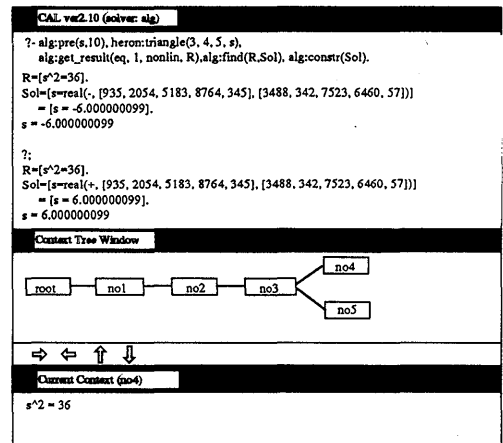 CAL ver2.10 (solver: alg)
?- alg:pre(s,10), heron:triangle(3, 4, 5, s),
alg:get_result(eq, 1, nonlin, R),alg:find(R,Sol), alg:constr(Sol).
R=[s^2=36].
Sol=[s=real(-, [935, 2054, 5183, 8764, 345], [3488, 342, 7523, 6460, 57])]
= [s = -6.000000099].
s = -6.000000099
?;
R=[s^2=36].
Sol=[s=real(+, [935, 2054, 5183, 8764, 345], [3488, 342, 7523, 6460, 57])]
= [s = 6.000000099].
s = 6.000000099
Context Tree Window
no4
root no1 no2 no3
no5
Current Context (no4)
s^2 = 36